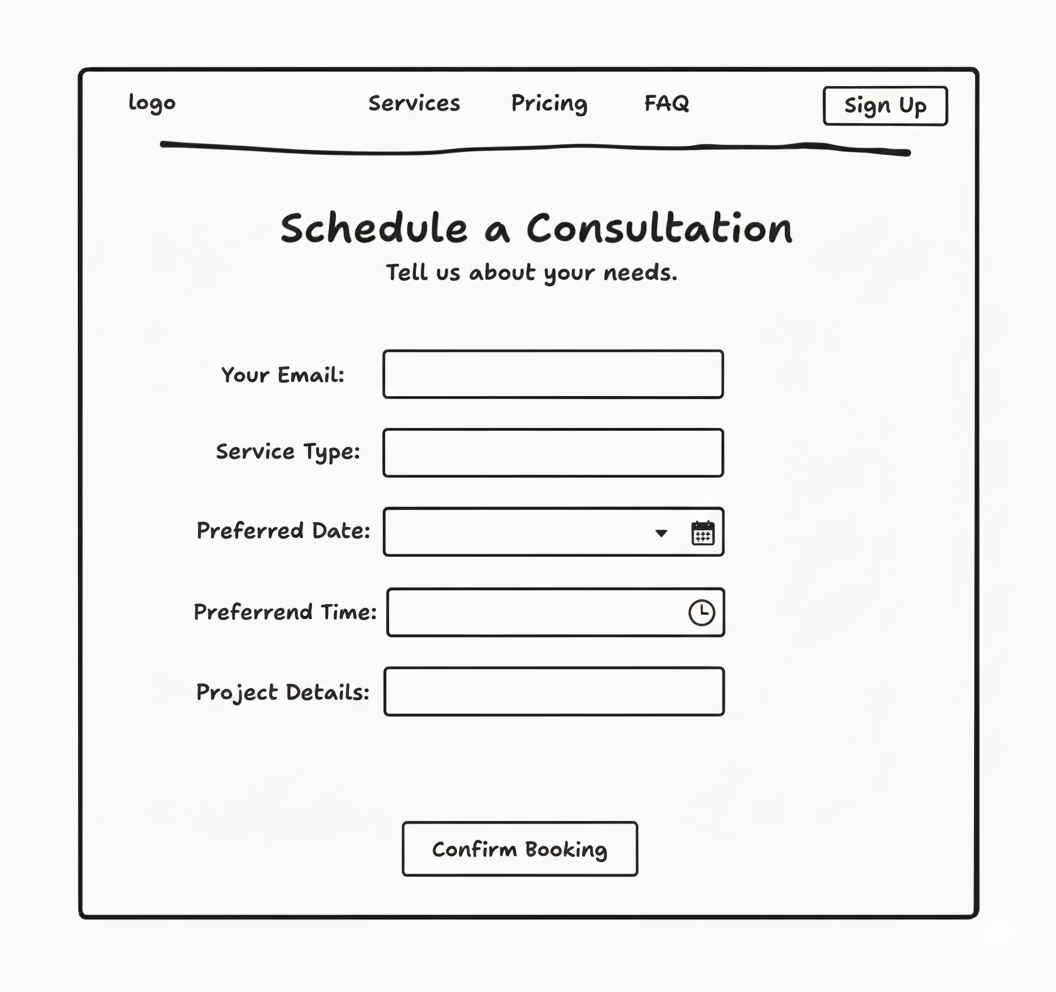 logo Services Pricing FAQ Sign Up
Schedule a Consultation
Tell us about your needs.
Your Email:
Service Type:
Preferred Date:
Preferrend Time:
Project Details:
Confirm Booking